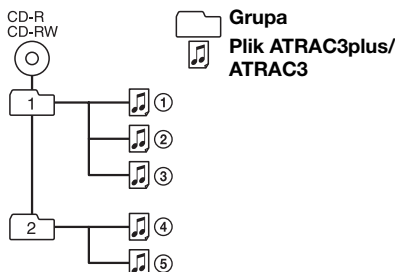 CD-R
CD-RW
Grupa
Plik ATRAC3plus/
ATRAC3
1
①
②
③
2
④
⑤